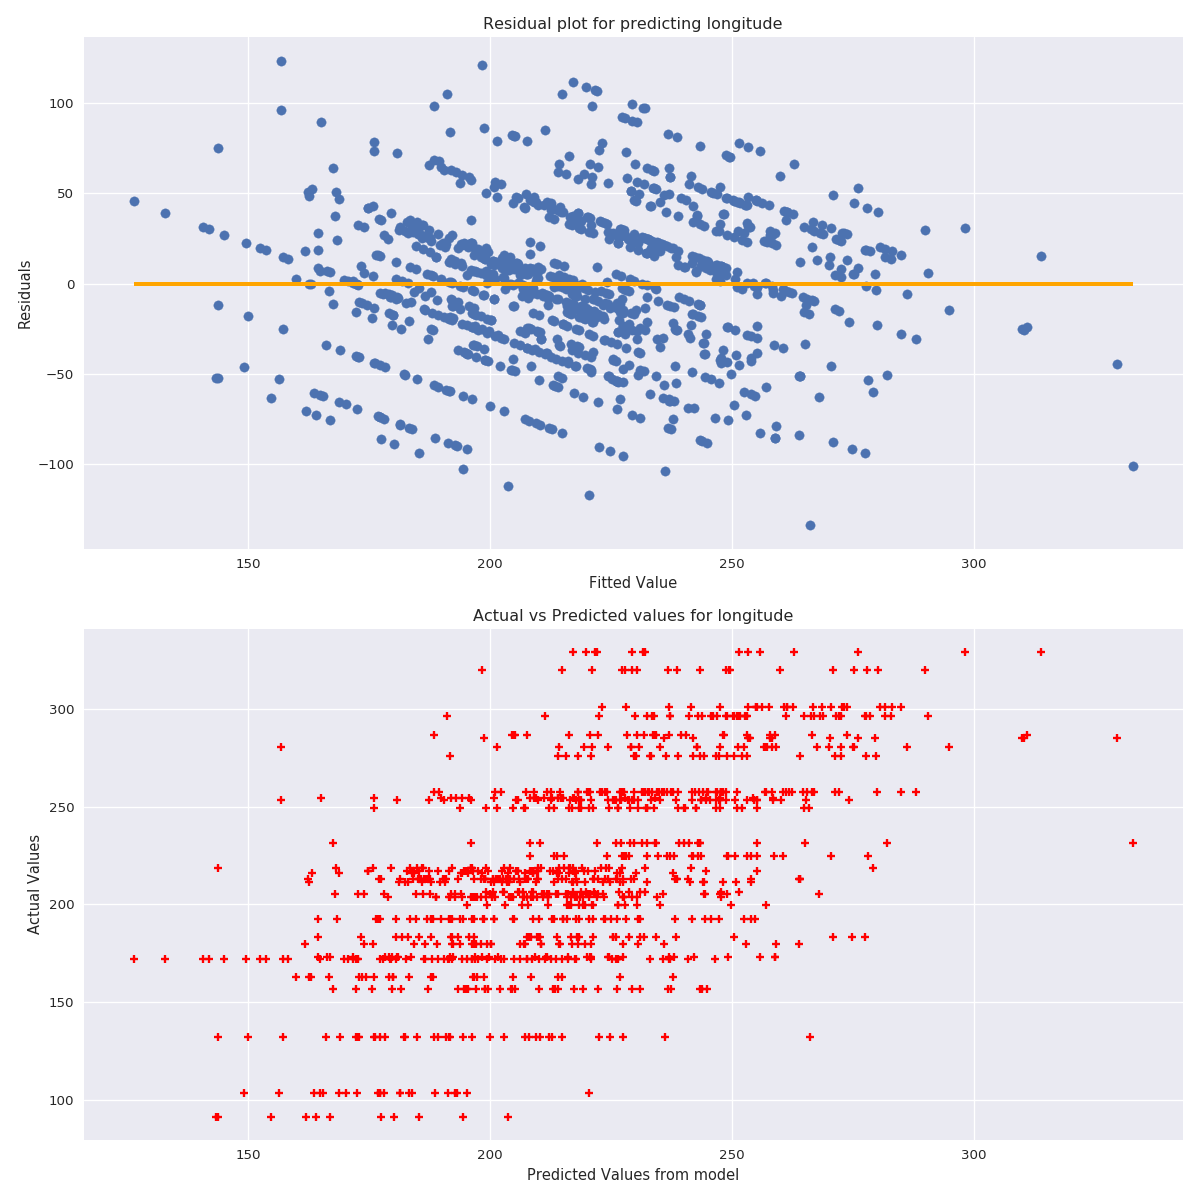 Residual plot for predicting longitude
100
50
0
−50
−100
Residuals
150 200 250 300
Fitted Value
Actual vs Predicted values for longitude
300
250
200
150
100
Actual Values
150 200 250 300
Predicted Values from model